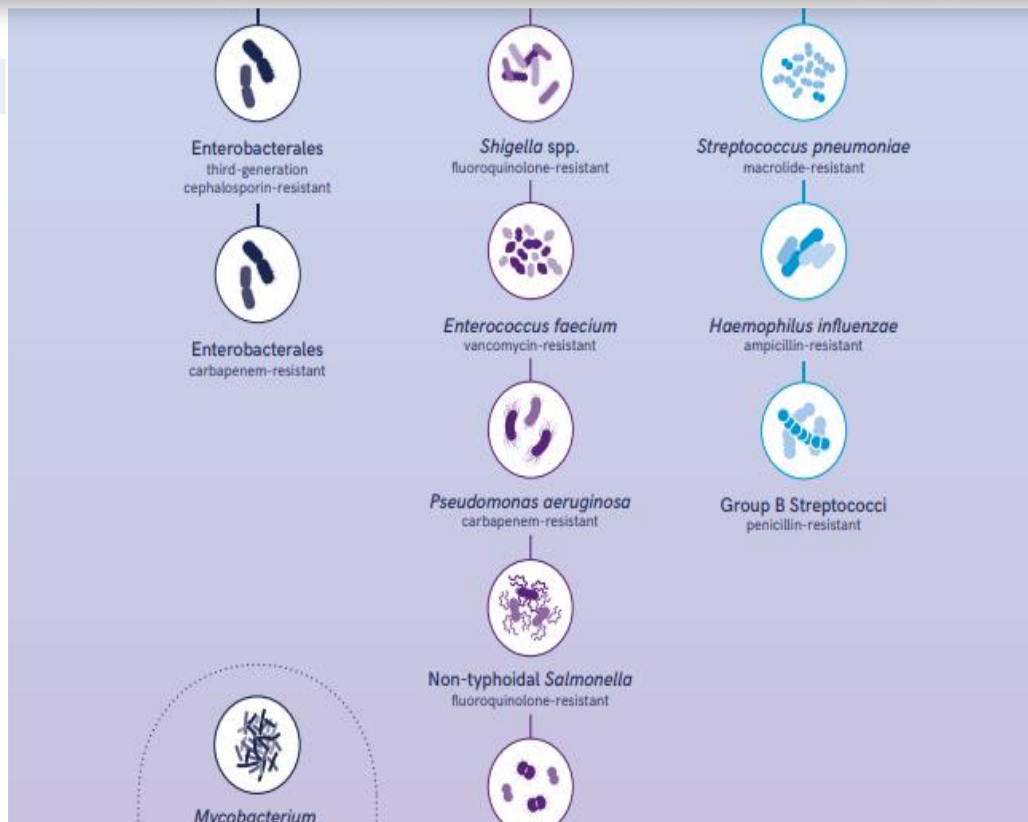 Enterobacterales
third-generation
cephalosporin-resistant
Enterobacterales
carbapenem-resistant
Mycobacterium
Shigella spp.
fluoroquinolone-resistant
Enterococcus faecium
vancomycin-resistant
Pseudomonas aeruginosa
carbapenem-resistant
Non-typhoidal Salmonella
fluoroquinolone-resistant
Streptococcus pneumoniae
macrolide-resistant
Haemophilus influenzae
ampicillin-resistant
Group B Streptococci
penicillin-resistant